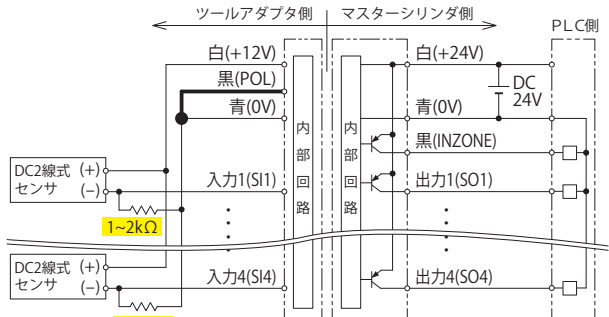 ツールアダプタ側
マスターシリンダ側
PLC側
白(+12V)
白(+24V)
黒(POL)
DC
24V
青(0V)
青(0V)
内部回路
内部回路
黒(INZONE)
DC2線式
センサ
(+)
(−)
入力1(SI1)
出力1(SO1)
1~2kΩ
DC2線式
センサ
(+)
(−)
入力4(SI4)
出力4(SO4)